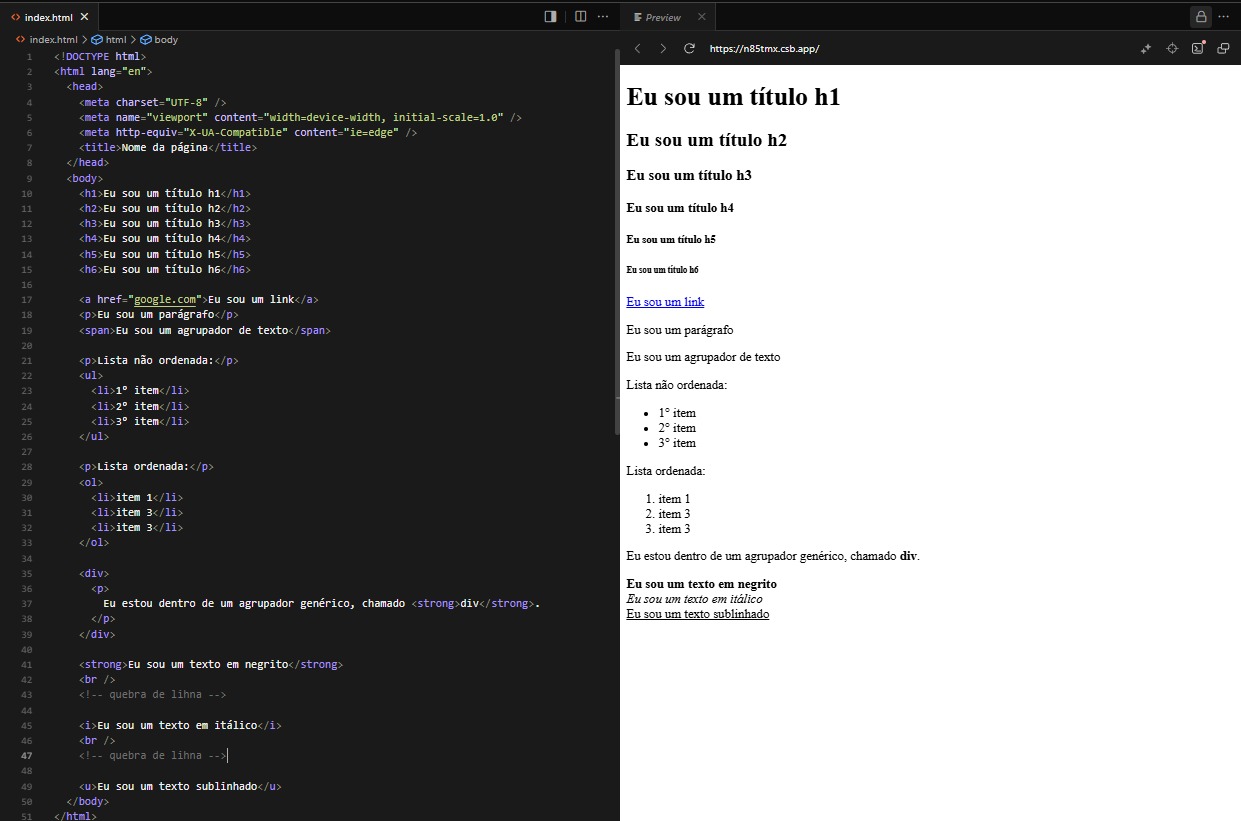 index.html
Preview
index.html > html > body
https://n85tmx.csb.app/
1 <!DOCTYPE html>
2 <html lang="en">
3 <head>
4 <meta charset="UTF-8" />
5 <meta name="viewport" content="width=device-width, initial-scale=1.0" />
6 <meta http-equiv="X-UA-Compatible" content="ie=edge" />
7 <title>Nome da página</title>
8 </head>
9 <body>
10 <h1>Eu sou um título h1</h1>
11 <h2>Eu sou um título h2</h2>
12 <h3>Eu sou um título h3</h3>
13 <h4>Eu sou um título h4</h4>
14 <h5>Eu sou um título h5</h5>
15 <h6>Eu sou um título h6</h6>
16
17 <a href="google.com">Eu sou um link</a>
18 <p>Eu sou um parágrafo</p>
19 <span>Eu sou um agrupador de texto</span>
20
21 <p>Lista não ordenada:</p>
22 <ul>
23 <li>1° item</li>
24 <li>2° item</li>
25 <li>3° item</li>
26 </ul>
27
28 <p>Lista ordenada:</p>
29 <ol>
30 <li>item 1</li>
31 <li>item 3</li>
32 <li>item 3</li>
33 </ol>
34
35 <div>
36 <p>
37 Eu estou dentro de um agrupador genérico, chamado <strong>div</strong>.
38 </p>
39 </div>
40
41 <strong>Eu sou um texto em negrito</strong>
42 <br />
43 <!-- quebra de lihna -->
44
45 <i>Eu sou um texto em itálico</i>
46 <br />
47 <!-- quebra de lihna -->
48
49 <u>Eu sou um texto sublinhado</u>
50 </body>
51 </html>
Eu sou um título h1
Eu sou um título h2
Eu sou um título h3
Eu sou um título h4
Eu sou um título h5
Eu sou um título h6
Eu sou um link
Eu sou um parágrafo
Eu sou um agrupador de texto
Lista não ordenada:
• 1° item
• 2° item
• 3° item
Lista ordenada:
1. item 1
2. item 3
3. item 3
Eu estou dentro de um agrupador genérico, chamado div.
Eu sou um texto em negrito
Eu sou um texto em itálico
Eu sou um texto sublinhado